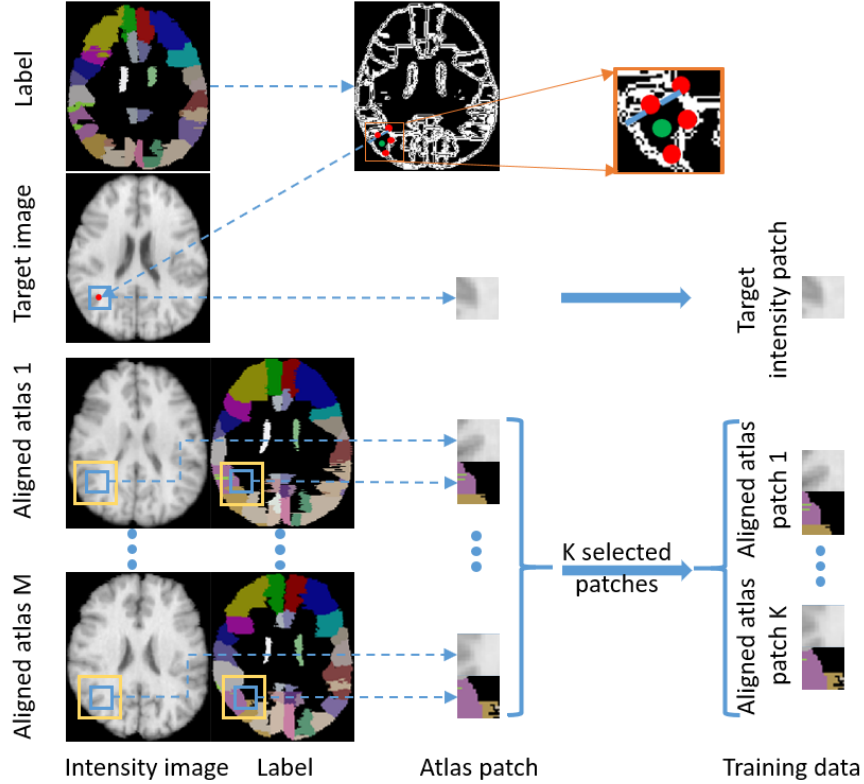 Label
Target image
Target
intensity patch
Aligned atlas 1
Aligned atlas
patch 1
K selected
patches
Aligned atlas M
Aligned atlas
patch K
Intensity image
Label
Atlas patch
Training data